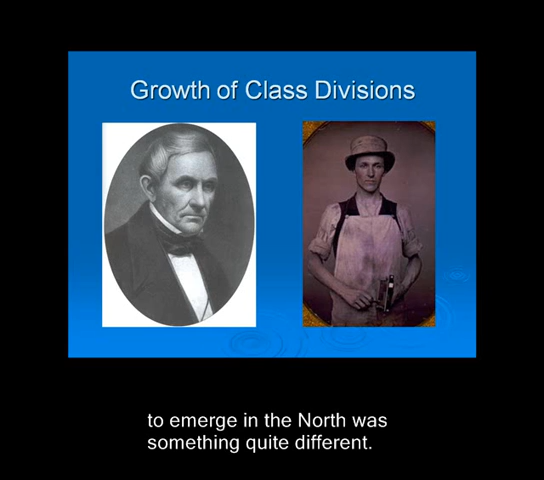 Growth of Class Divisions
to emerge in the North was
something quite different.